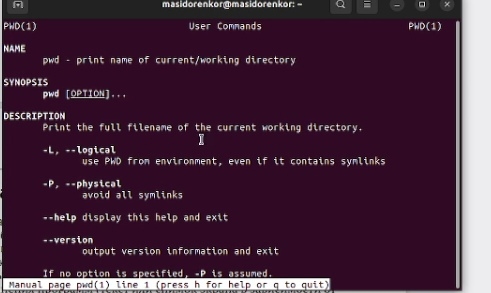 masidorenkor@masidorenkor: ~
PWD(1) User Commands PWD(1)
NAME
pwd - print name of current/working directory
SYNOPSIS
pwd [OPTION]...
DESCRIPTION
Print the full filename of the current working directory.
-L, --logical
use PWD from environment, even if it contains symlinks
-P, --physical
avoid all symlinks
--help display this help and exit
--version
output version information and exit
If no option is specified, -P is assumed.
Manual page pwd(1) line 1 (press h for help or q to quit)